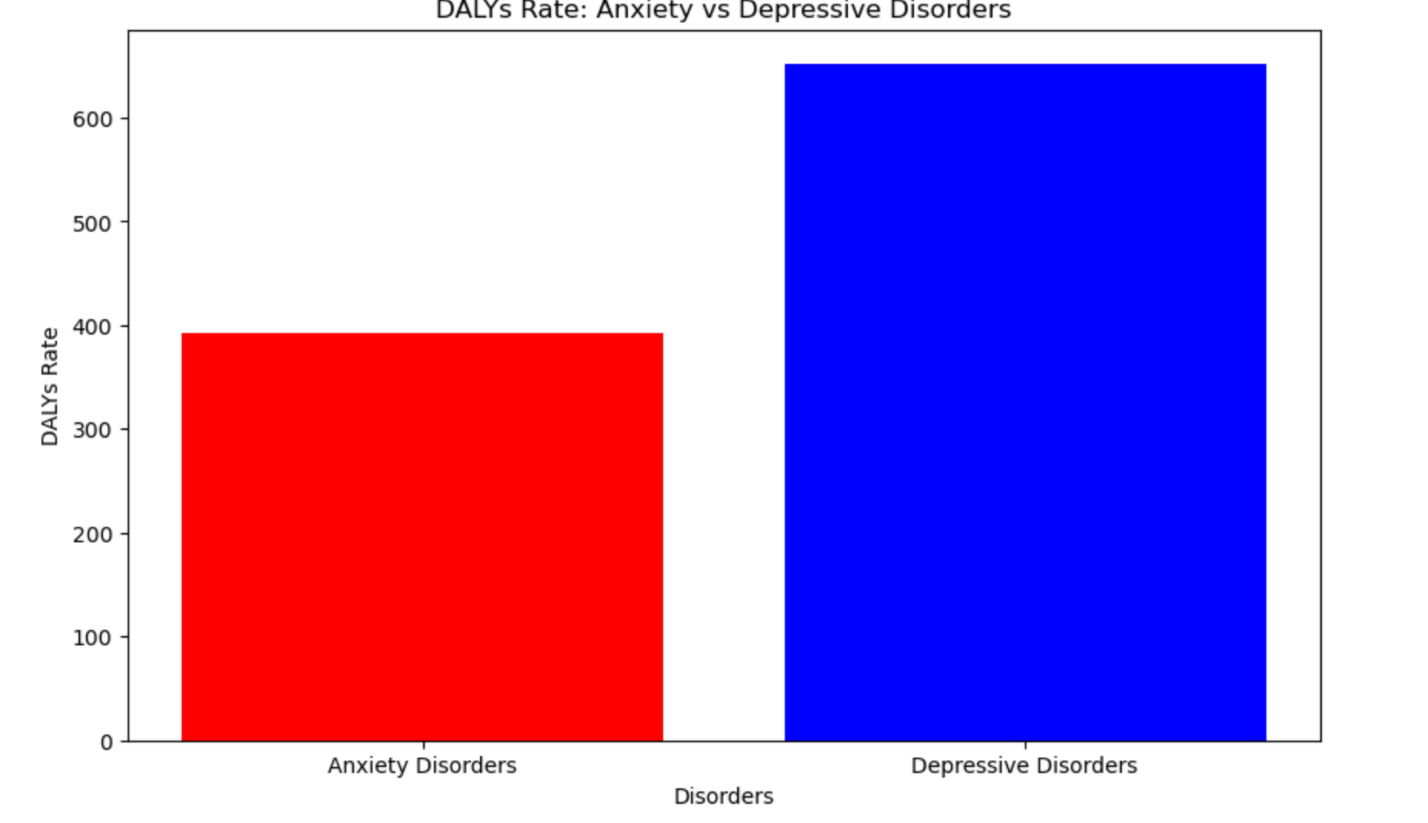 DALYs Rate: Anxiety vs Depressive Disorders
DALYs Rate
600
500
400
300
200
100
0
Anxiety Disorders
Depressive Disorders
Disorders